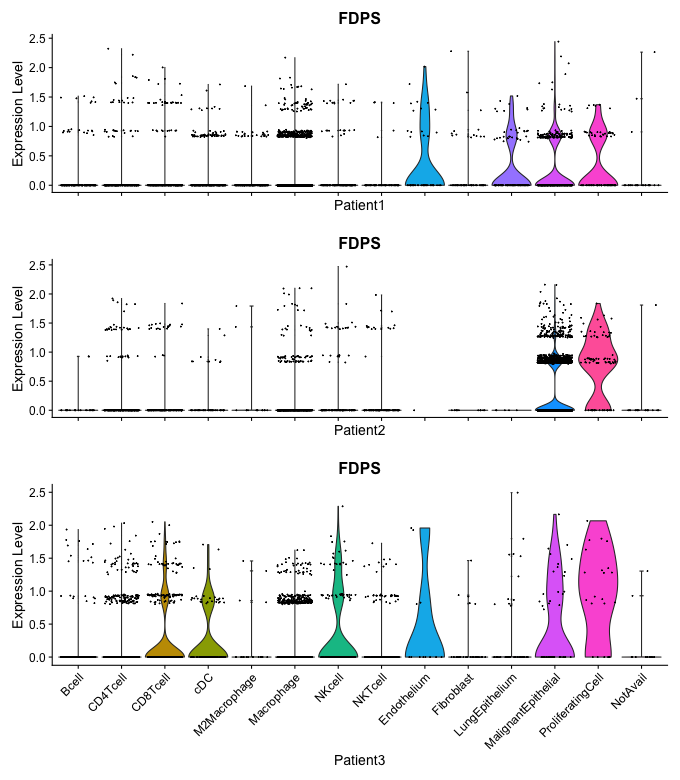 FDPS
Expression Level
2.5
2.0
1.5
1.0
0.5
0.0
Patient1
FDPS
Expression Level
2.5
2.0
1.5
1.0
0.5
0.0
Patient2
FDPS
Expression Level
2.5
2.0
1.5
1.0
0.5
0.0
Bcell
CD4Tcell
CD8Tcell
cDC
M2Macrophage
Macrophage
NKcell
NKTcell
Endothelium
Fibroblast
LungEpithelium
MalignantEpithelial
ProliferatingCell
NotAvail
Patient3